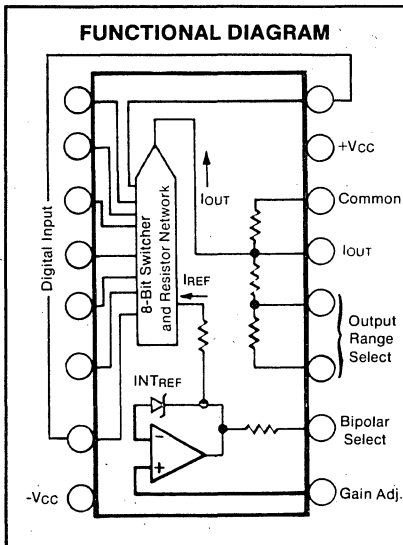 FUNCTIONAL DIAGRAM
Digital Input
8-Bit Switcher
and Resistor Network
IOUT
IREF
INTREF
-
+
+VCC
Common
IOUT
Output
Range
Select
Bipolar
Select
Gain Adj.
-VCC